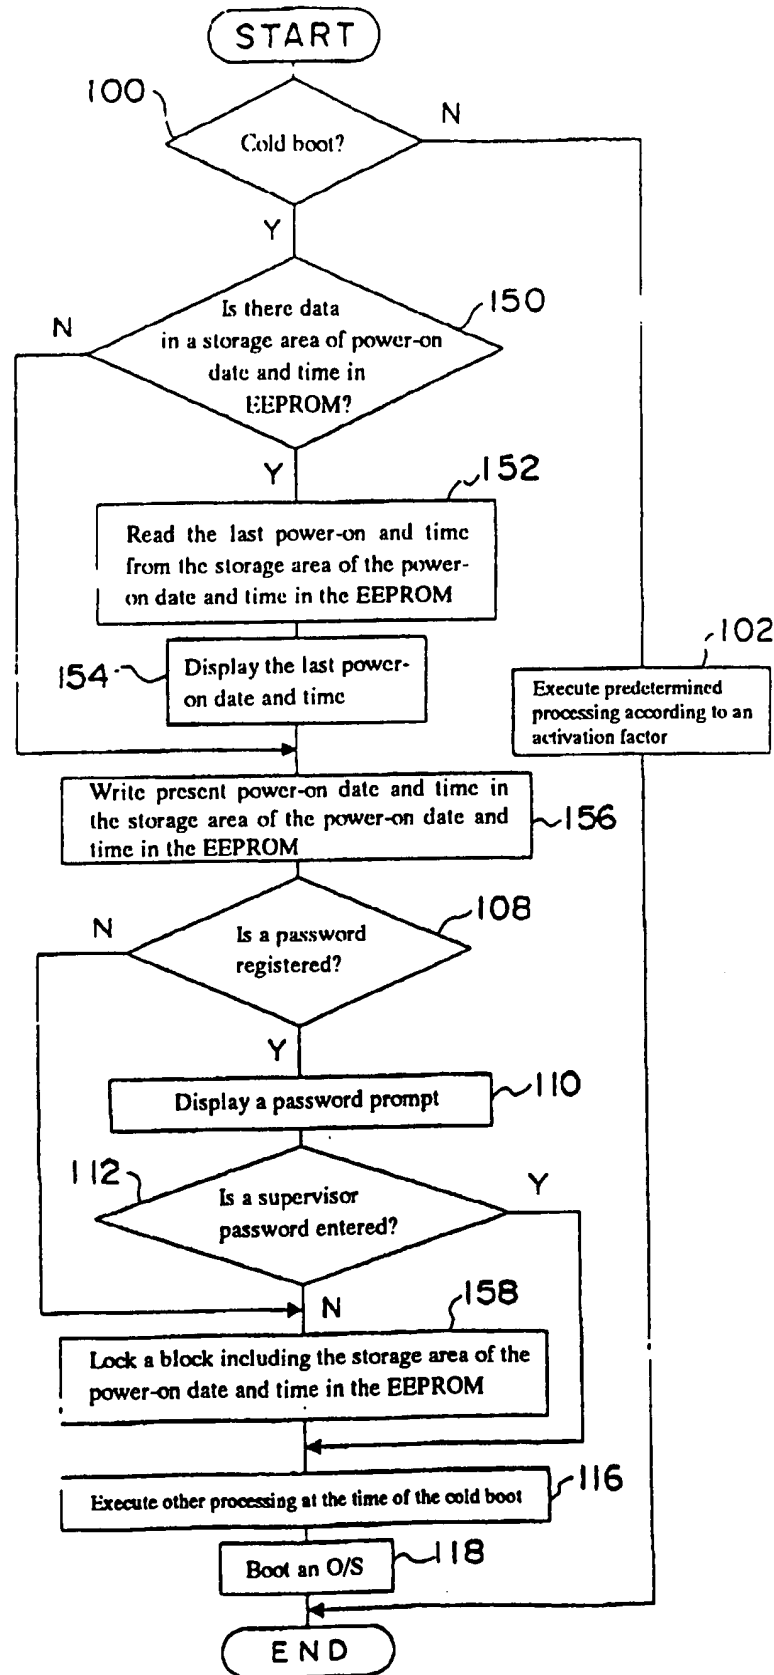 START
100
N
Cold boot?
Y
150
N
Is there data
in a storage area of power-on
date and time in
EEPROM?
Y
152
Read the last power-on and time
from the storage area of the power-
on date and time in the EEPROM
102
154
Display the last power-
on date and time
Execute predetermined
processing according to an
activation factor
Write present power-on date and time in
the storage area of the power-on date and
time in the EEPROM
156
108
N
Is a password
registered?
Y
Display a password prompt
110
112
Y
Is a supervisor
password entered?
N
158
Lock a block including the storage area of the
power-on date and time in the EEPROM
116
Execute other processing at the time of the cold boot
Boot an O/S
118
END